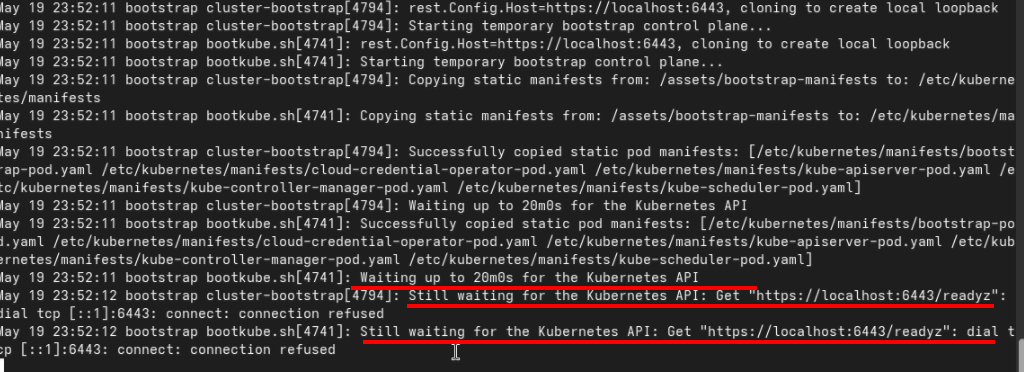 May 19 23:52:11 bootstrap cluster-bootstrap[4794]: rest.Config.Host=https://localhost:6443, cloning to create local loopback
May 19 23:52:11 bootstrap cluster-bootstrap[4794]: Starting temporary bootstrap control plane...
May 19 23:52:11 bootstrap bootkube.sh[4741]: rest.Config.Host=https://localhost:6443, cloning to create local loopback
May 19 23:52:11 bootstrap bootkube.sh[4741]: Starting temporary bootstrap control plane...
May 19 23:52:11 bootstrap cluster-bootstrap[4794]: Copying static manifests from: /assets/bootstrap-manifests to: /etc/kuberne
tes/manifests
May 19 23:52:11 bootstrap bootkube.sh[4741]: Copying static manifests from: /assets/bootstrap-manifests to: /etc/kubernetes/ma
nifests
May 19 23:52:11 bootstrap cluster-bootstrap[4794]: Successfully copied static pod manifests: [/etc/kubernetes/manifests/bootst
rap-pod.yaml /etc/kubernetes/manifests/cloud-credential-operator-pod.yaml /etc/kubernetes/manifests/kube-apiserver-pod.yaml /e
tc/kubernetes/manifests/kube-controller-manager-pod.yaml /etc/kubernetes/manifests/kube-scheduler-pod.yaml]
May 19 23:52:11 bootstrap cluster-bootstrap[4794]: Waiting up to 20m0s for the Kubernetes API
May 19 23:52:11 bootstrap bootkube.sh[4741]: Successfully copied static pod manifests: [/etc/kubernetes/manifests/bootstrap-po
d.yaml /etc/kubernetes/manifests/cloud-credential-operator-pod.yaml /etc/kubernetes/manifests/kube-apiserver-pod.yaml /etc/kub
ernetes/manifests/kube-controller-manager-pod.yaml /etc/kubernetes/manifests/kube-scheduler-pod.yaml]
May 19 23:52:11 bootstrap bootkube.sh[4741]: Waiting up to 20m0s for the Kubernetes API
May 19 23:52:12 bootstrap cluster-bootstrap[4794]: Still waiting for the Kubernetes API: Get "https://localhost:6443/readyz":
dial tcp [::1]:6443: connect: connection refused
May 19 23:52:12 bootstrap bootkube.sh[4741]: Still waiting for the Kubernetes API: Get "https://localhost:6443/readyz": dial t
cp [::1]:6443: connect: connection refused